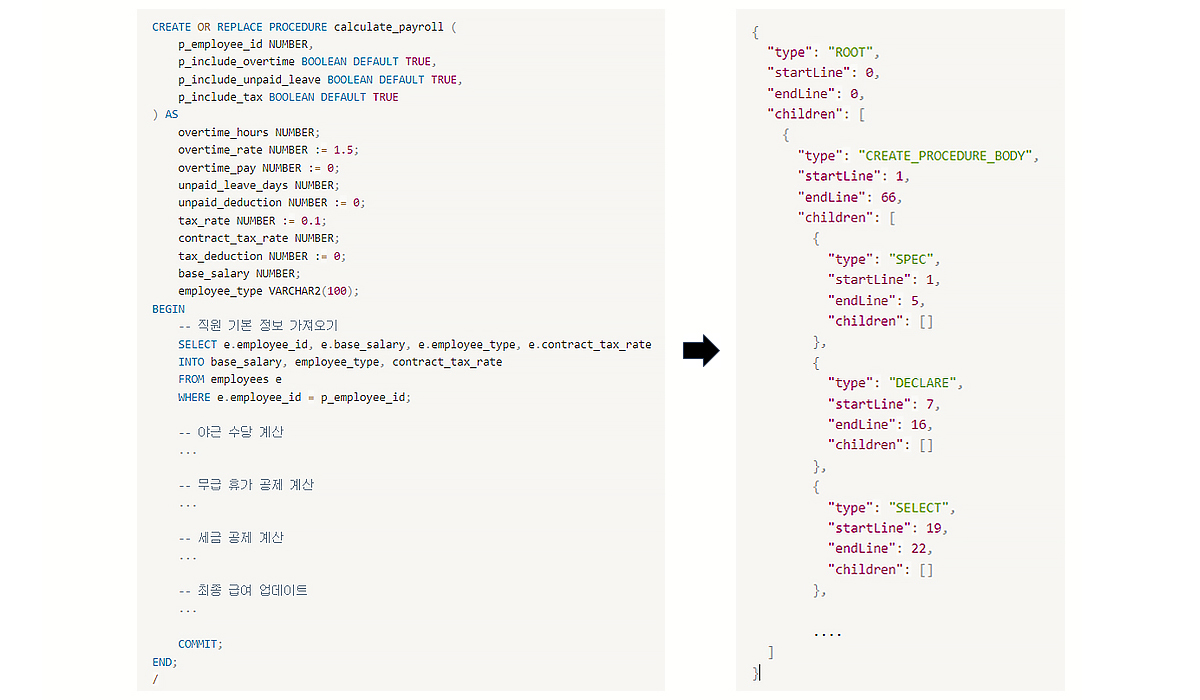 CREATE OR REPLACE PROCEDURE calculate_payroll (
    p_employee_id NUMBER,
    p_include_overtime BOOLEAN DEFAULT TRUE,
    p_include_unpaid_leave BOOLEAN DEFAULT TRUE,
    p_include_tax BOOLEAN DEFAULT TRUE
) AS
    overtime_hours NUMBER;
    overtime_rate NUMBER := 1.5;
    overtime_pay NUMBER := 0;
    unpaid_leave_days NUMBER;
    unpaid_deduction NUMBER := 0;
    tax_rate NUMBER := 0.1;
    contract_tax_rate NUMBER;
    tax_deduction NUMBER := 0;
    base_salary NUMBER;
    employee_type VARCHAR2(100);
BEGIN
    -- 직원 기본 정보 가져오기
    SELECT e.employee_id, e.base_salary, e.employee_type, e.contract_tax_rate
    INTO base_salary, employee_type, contract_tax_rate
    FROM employees e
    WHERE e.employee_id = p_employee_id;
    -- 야근 수당 계산
    ...
    -- 무급 휴가 공제 계산
    ...
    -- 세금 공제 계산
    ...
    -- 최종 급여 업데이트
    ...
    COMMIT;
END;
/
{
  "type": "ROOT",
  "startLine": 0,
  "endLine": 0,
  "children": [
    {
      "type": "CREATE_PROCEDURE_BODY",
      "startLine": 1,
      "endLine": 66,
      "children": [
        {
          "type": "SPEC",
          "startLine": 1,
          "endLine": 5,
          "children": []
        },
        {
          "type": "DECLARE",
          "startLine": 7,
          "endLine": 16,
          "children": []
        },
        {
          "type": "SELECT",
          "startLine": 19,
          "endLine": 22,
          "children": []
        },
        ....
  ]
}